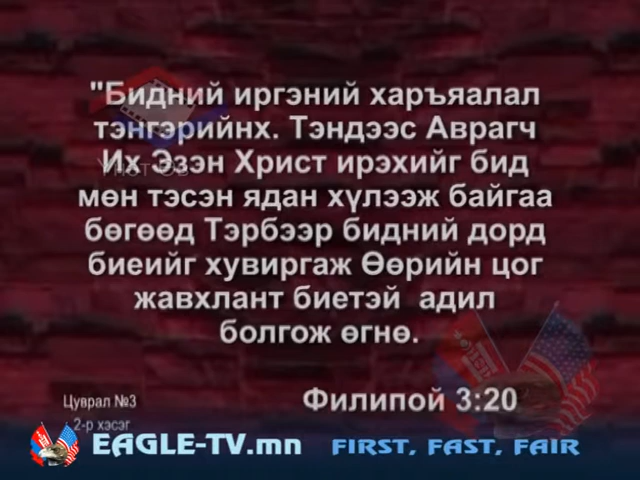 "Бидний иргэний харъяалал
тэнгэрийнх. Тэндээс Аврагч
Их Эзэн Христ ирэхийг бид
мөн тэсэн ядан хүлээж байгаа
бөгөөд Тэрбээр бидний дорд
биеийг хувиргаж Өөрийн цог
жавхлант биетэй адил
болгож өгнө.
Филипой 3:20
Цуврал №3
2-р хэсэг
EAGLE-TV.mn FIRST, FAST, FAIR